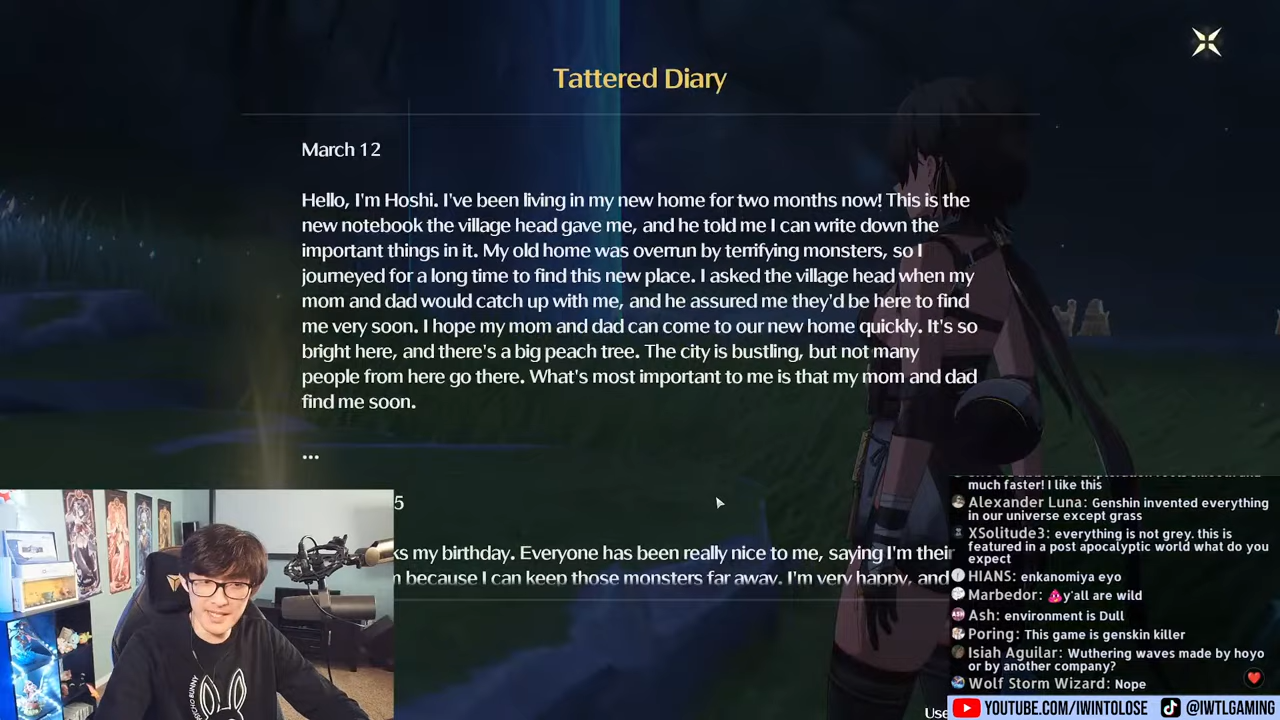 Tattered Diary
March 12
Hello, I'm Hoshi. I've been living in my new home for two months now! This is the
new notebook the village head gave me, and he told me I can write down the
important things in it. My old home was overrun by terrifying monsters, so I
journeyed for a long time to find this new place. I asked the village head when my
mom and dad would catch up with me, and he assured me they'd be here to find
me very soon. I hope my mom and dad can come to our new home quickly. It's so
bright here, and there's a big peach tree. The city is bustling, but not many
people from here go there. What's most important to me is that my mom and dad
find me soon.
...
5
my birthday. Everyone has been really nice to me, saying I'm their
because I can keep those monsters far away. I'm very happy, and
much faster! I like this
Alexander Luna: Genshin invented everything
in our universe except grass
XSolitude3: everything is not grey. this is
featured in a post apocalyptic world what do you
expect
HIANS: enkanomiya eyo
Marbedor: y'all are wild
Ash: environment is Dull
Poring: This game is genskin killer
Isiah Aguilar: Wuthering waves made by hoyo
or by another company?
Wolf Storm Wizard: Nope
YOUTUBE.COM/IWINTOLOSE @IWTLGAMING